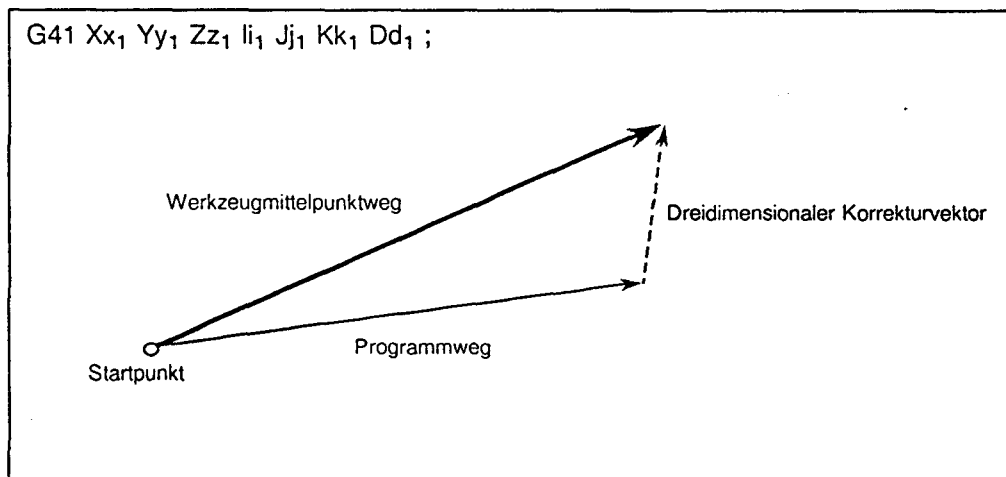 G41 Xx₁ Yy₁ Zz₁ Ii₁ Jj₁ Kk₁ Dd₁ ;
Werkzeugmittelpunktweg
Dreidimensionaler Korrekturvektor
Programmweg
Startpunkt